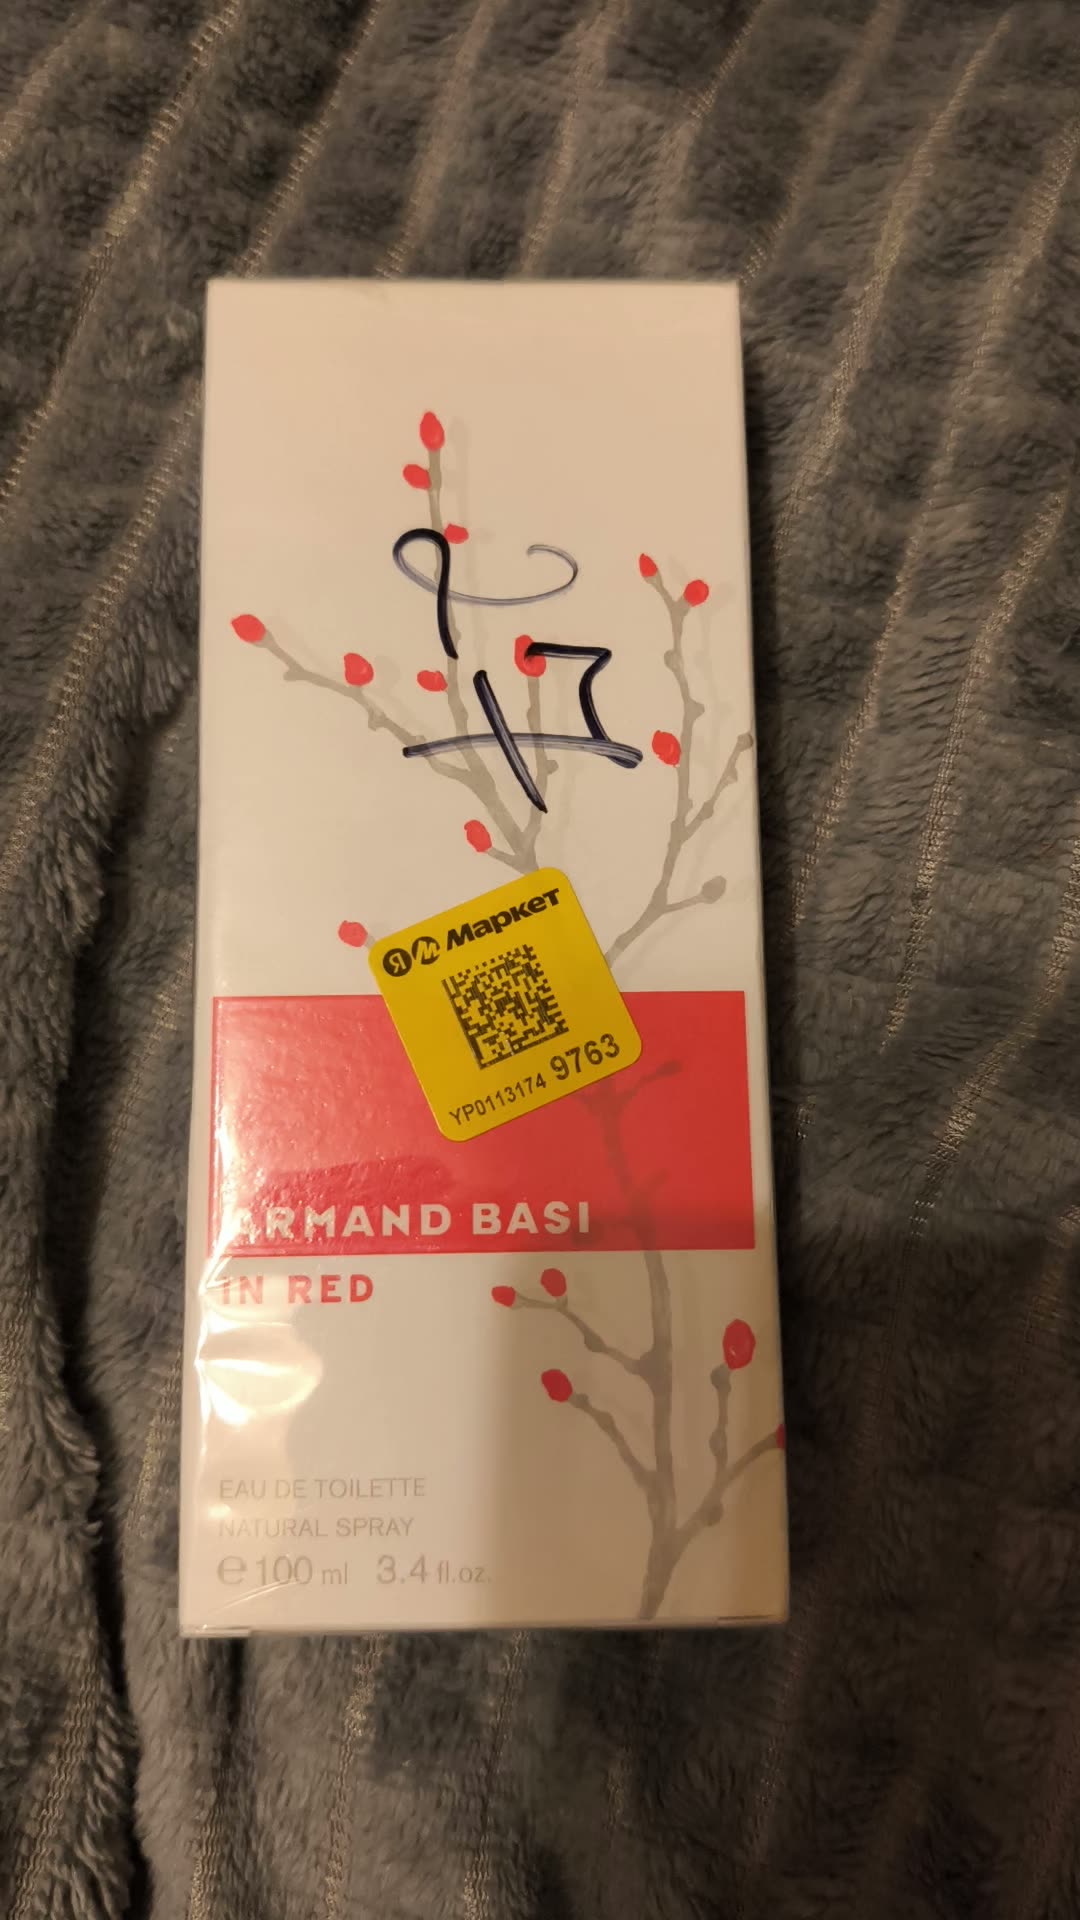 Я М Маркет
YP0113174 9763
ARMAND BASI
IN RED
EAU DE TOILETTE
NATURAL SPRAY
℮ 100 ml 3.4 fl.oz.